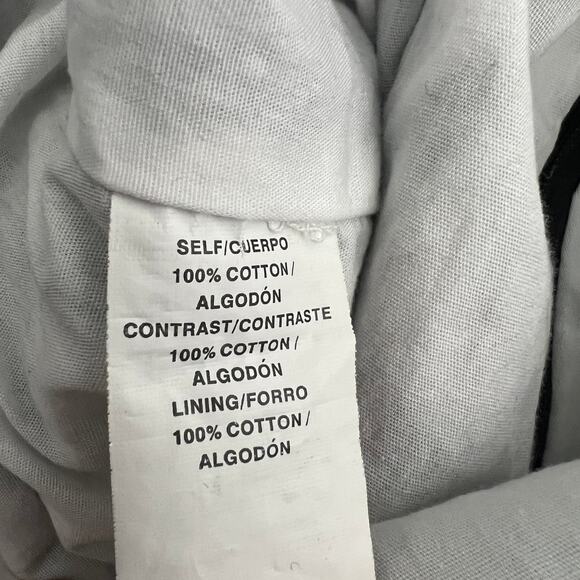 SELF/CUERPO
100% COTTON/
ALGODÓN
CONTRAST/CONTRASTE
100% COTTON/
ALGODÓN
LINING/FORRO
100% COTTON/
ALGODÓN